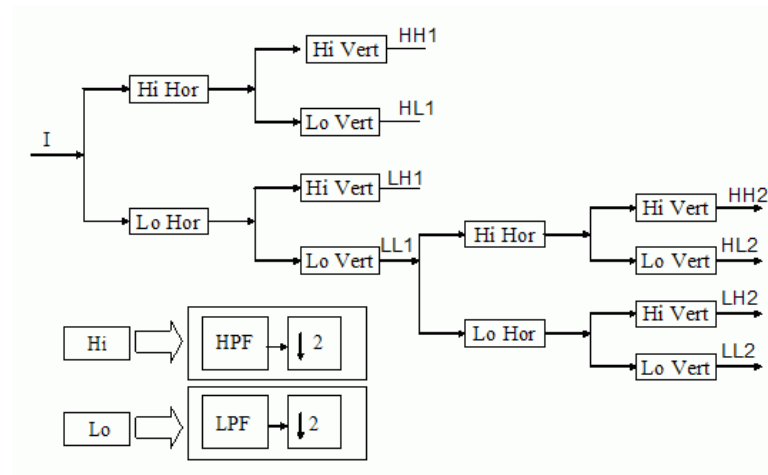 I
Hi Hor
Lo Hor
Hi Vert
HH1
Lo Vert
HL1
Hi Vert
LH1
Lo Vert
LL1
Hi Hor
Lo Hor
Hi Vert
HH2
Lo Vert
HL2
Hi Vert
LH2
Lo Vert
LL2
Hi
HPF
2
Lo
LPF
2